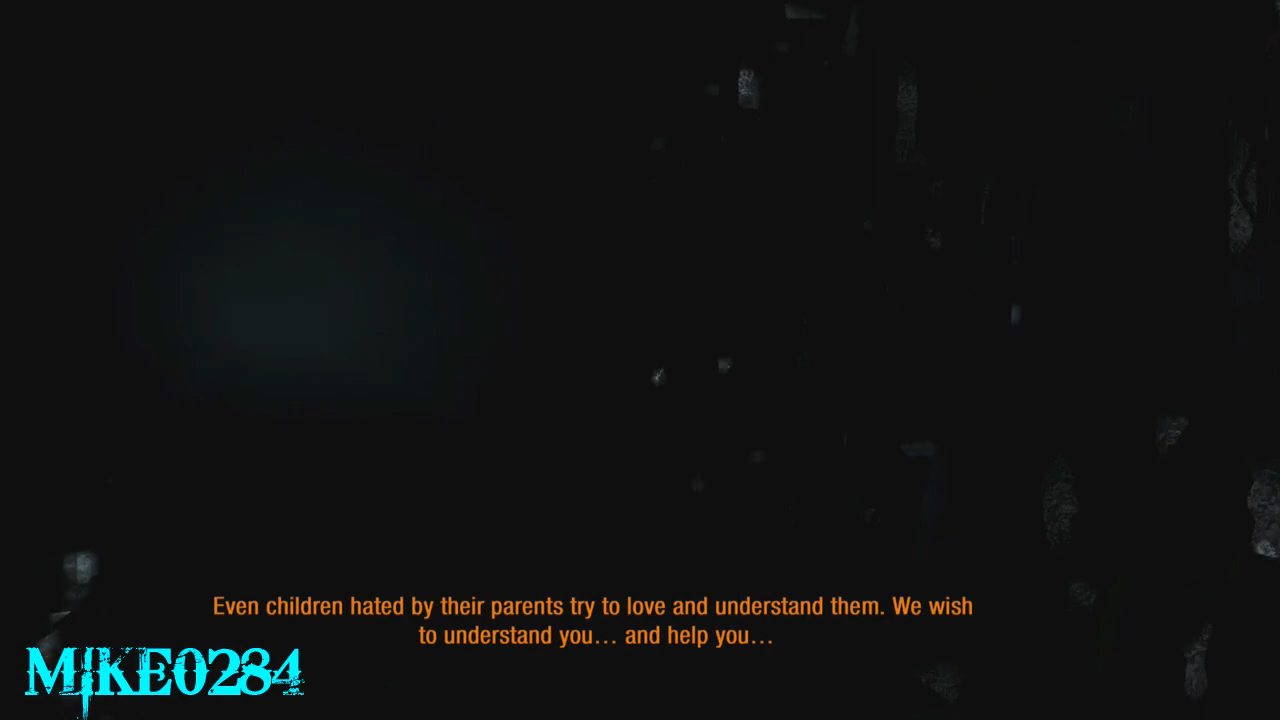 Even children hated by their parents try to love and understand them. We wish
to understand you... and help you...
MIKE0284